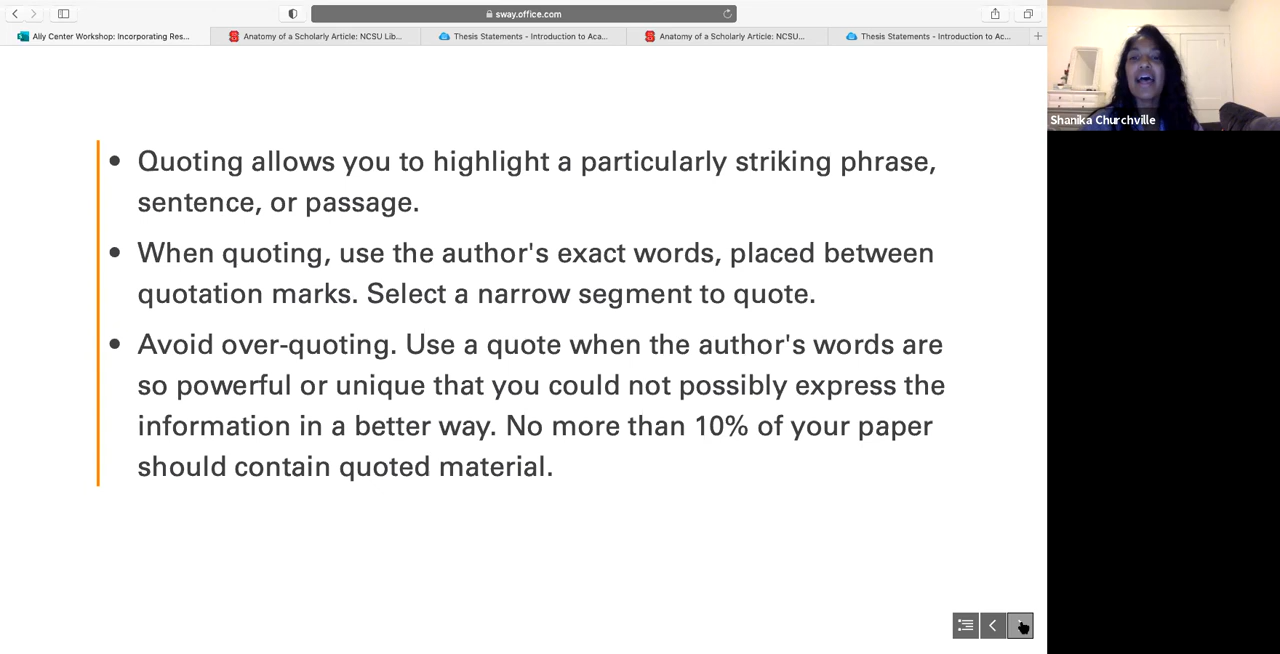 sway.office.com
Ally Center Workshop: Incorporating Res...
Anatomy of a Scholarly Article: NCSU Lib...
Thesis Statements - Introduction to Aca...
Anatomy of a Scholarly Article: NCSU...
Thesis Statements - Introduction to Ac...
Shanika Churchville
• Quoting allows you to highlight a particularly striking phrase,
sentence, or passage.
• When quoting, use the author's exact words, placed between
quotation marks. Select a narrow segment to quote.
• Avoid over-quoting. Use a quote when the author's words are
so powerful or unique that you could not possibly express the
information in a better way. No more than 10% of your paper
should contain quoted material.